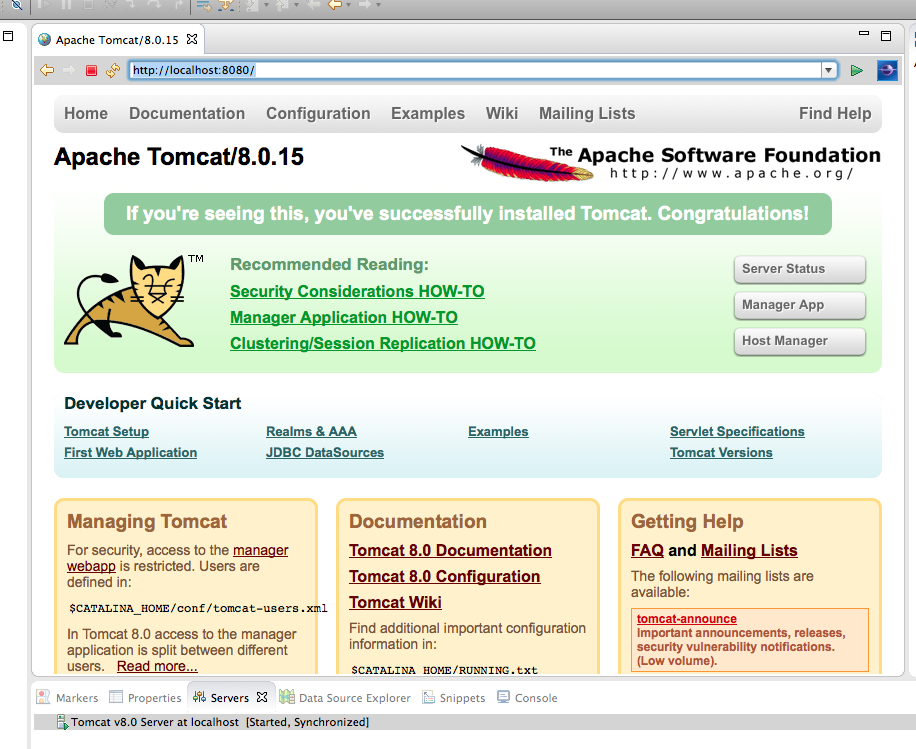 Apache Tomcat/8.0.15
http://localhost:8080/
Home Documentation Configuration Examples Wiki Mailing Lists Find Help
Apache Tomcat/8.0.15
The Apache Software Foundation
http://www.apache.org/
If you're seeing this, you've successfully installed Tomcat. Congratulations!
TM
Recommended Reading:
Security Considerations HOW-TO
Manager Application HOW-TO
Clustering/Session Replication HOW-TO
Server Status
Manager App
Host Manager
Developer Quick Start
Tomcat Setup Realms & AAA Examples Servlet Specifications
First Web Application JDBC DataSources Tomcat Versions
Managing Tomcat
For security, access to the manager
webapp is restricted. Users are
defined in:
$CATALINA_HOME/conf/tomcat-users.xml
In Tomcat 8.0 access to the manager
application is split between different
users. Read more...
Documentation
Tomcat 8.0 Documentation
Tomcat 8.0 Configuration
Tomcat Wiki
Find additional important configuration
information in:
$CATALINA_HOME/RUNNING.txt
Getting Help
FAQ and Mailing Lists
The following mailing lists are
available:
tomcat-announce
Important announcements, releases,
security vulnerability notifications.
(Low volume).
Markers Properties Servers Data Source Explorer Snippets Console
Tomcat v8.0 Server at localhost [Started, Synchronized]